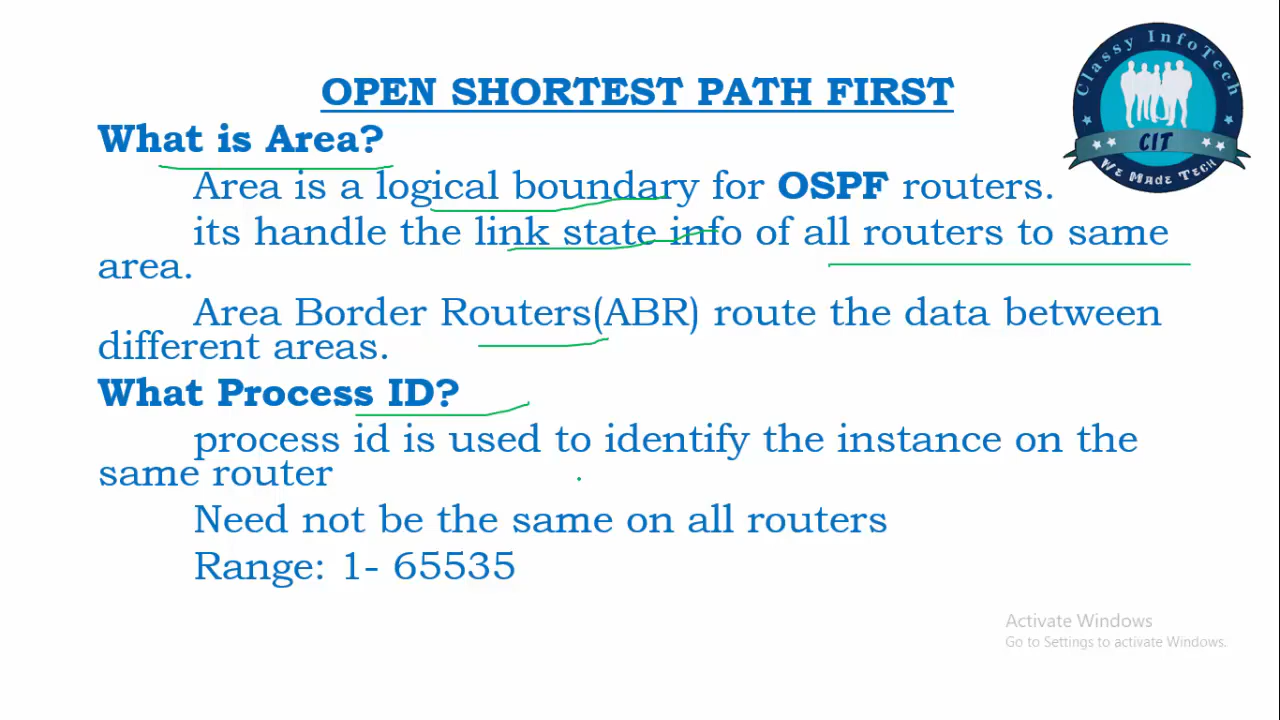 OPEN SHORTEST PATH FIRST
What is Area?
Area is a logical boundary for OSPF routers.
its handle the link state info of all routers to same
area.
Area Border Routers(ABR) route the data between
different areas.
What Process ID?
process id is used to identify the instance on the
same router
Need not be the same on all routers
Range: 1- 65535
Classy InfoTech
CIT
We Made Tech
Activate Windows
Go to Settings to activate Windows.